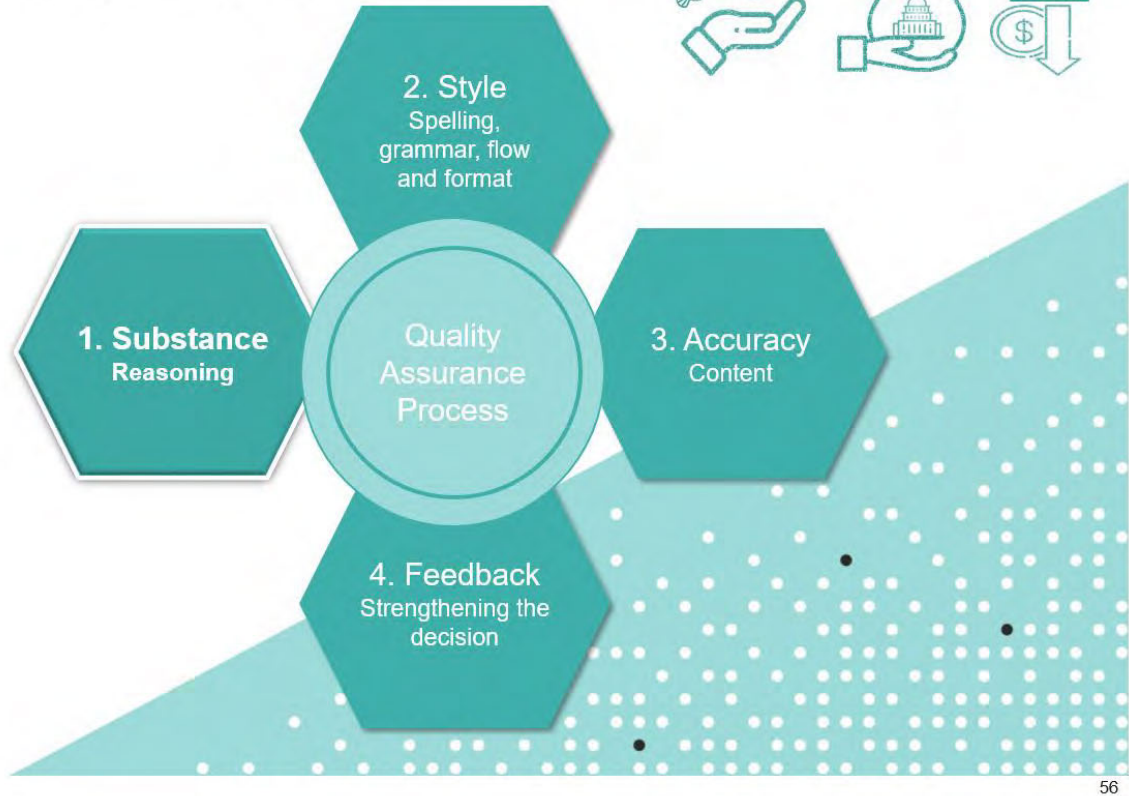 2. Style
Spelling,
grammar, flow
and format
1. Substance
Reasoning
Quality
Assurance
Process
3. Accuracy
Content
$
4. Feedback
Strengthening the
decision
56